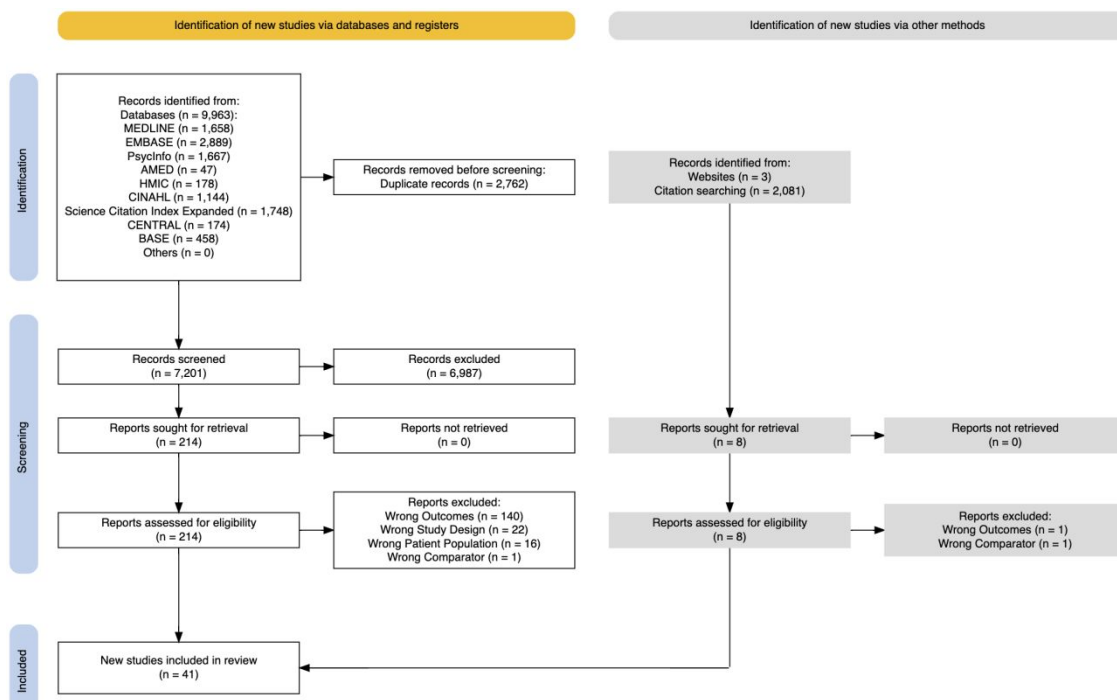 Identification of new studies via databases and registers
Identification of new studies via other methods
Identification
Records identified from:
Databases (n = 9,963):
MEDLINE (n = 1,658)
EMBASE (n = 2,889)
PsycInfo (n = 1,667)
AMED (n = 47)
HMIC (n = 178)
CINAHL (n = 1,144)
Science Citation Index Expanded (n = 1,748)
CENTRAL (n = 174)
BASE (n = 458)
Others (n = 0)
Records removed before screening:
Duplicate records (n = 2,762)
Records identified from:
Websites (n = 3)
Citation searching (n = 2,081)
Screening
Records screened
(n = 7,201)
Records excluded
(n = 6,987)
Reports sought for retrieval
(n = 214)
Reports not retrieved
(n = 0)
Reports sought for retrieval
(n = 8)
Reports not retrieved
(n = 0)
Reports assessed for eligibility
(n = 214)
Reports excluded:
Wrong Outcomes (n = 140)
Wrong Study Design (n = 22)
Wrong Patient Population (n = 16)
Wrong Comparator (n = 1)
Reports assessed for eligibility
(n = 8)
Reports excluded:
Wrong Outcomes (n = 1)
Wrong Comparator (n = 1)
Included
New studies included in review
(n = 41)